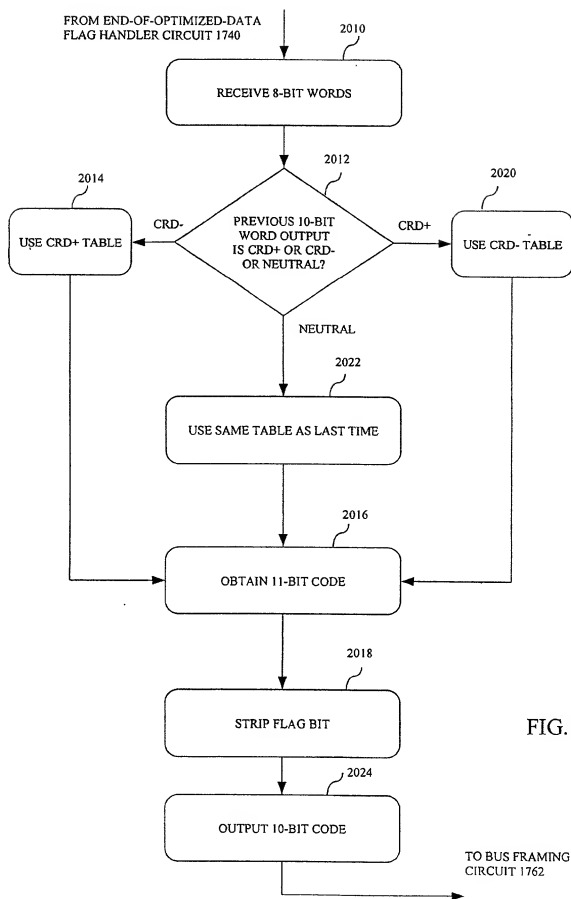 FROM END-OF-OPTIMIZED-DATA
FLAG HANDLER CIRCUIT 1740
2010
RECEIVE 8-BIT WORDS
2012
2014
2020
CRD-
PREVIOUS 10-BIT
WORD OUTPUT
IS CRD+ OR CRD-
OR NEUTRAL?
CRD+
USE CRD+ TABLE
USE CRD- TABLE
NEUTRAL
2022
USE SAME TABLE AS LAST TIME
2016
OBTAIN 11-BIT CODE
2018
STRIP FLAG BIT
FIG.
2024
OUTPUT 10-BIT CODE
TO BUS FRAMING
CIRCUIT 1762